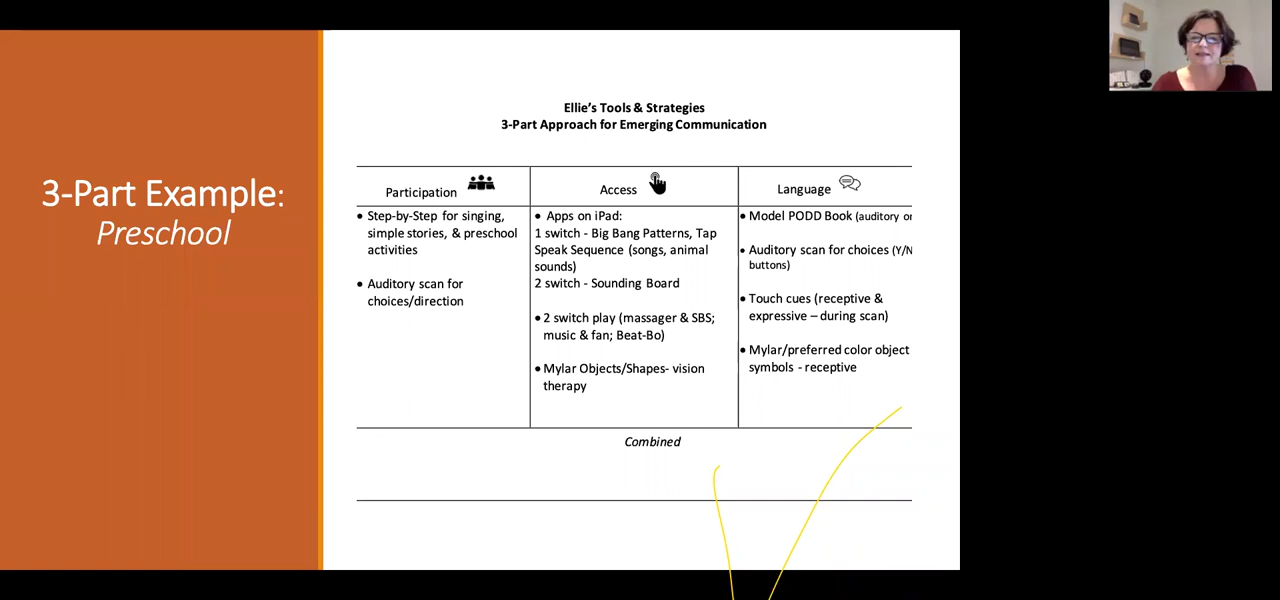 3-Part Example:
Preschool
Ellie's Tools & Strategies
3-Part Approach for Emerging Communication
Participation
• Step-by-Step for singing,
simple stories, & preschool
activities
• Auditory scan for
choices/direction
Access
• Apps on iPad:
1 switch - Big Bang Patterns, Tap
Speak Sequence (songs, animal
sounds)
2 switch - Sounding Board
• 2 switch play (massager & SBS;
music & fan; Beat-Bo)
• Mylar Objects/Shapes- vision
therapy
Language
• Model PODD Book (auditory
• Auditory scan for choices (Y/N
buttons)
• Touch cues (receptive &
expressive – during scan)
• Mylar/preferred color object
symbols - receptive
Combined